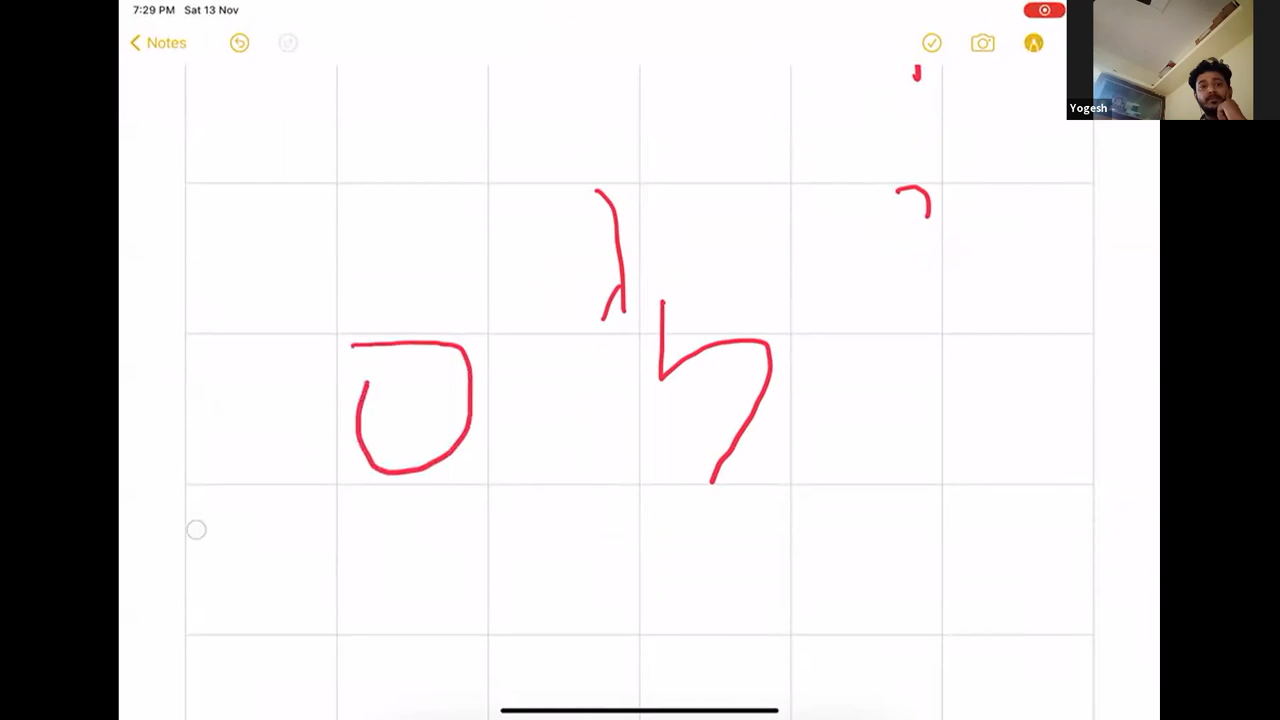 7:29 PM Sat 13 Nov
Notes
Yogesh
י ג
ל ס